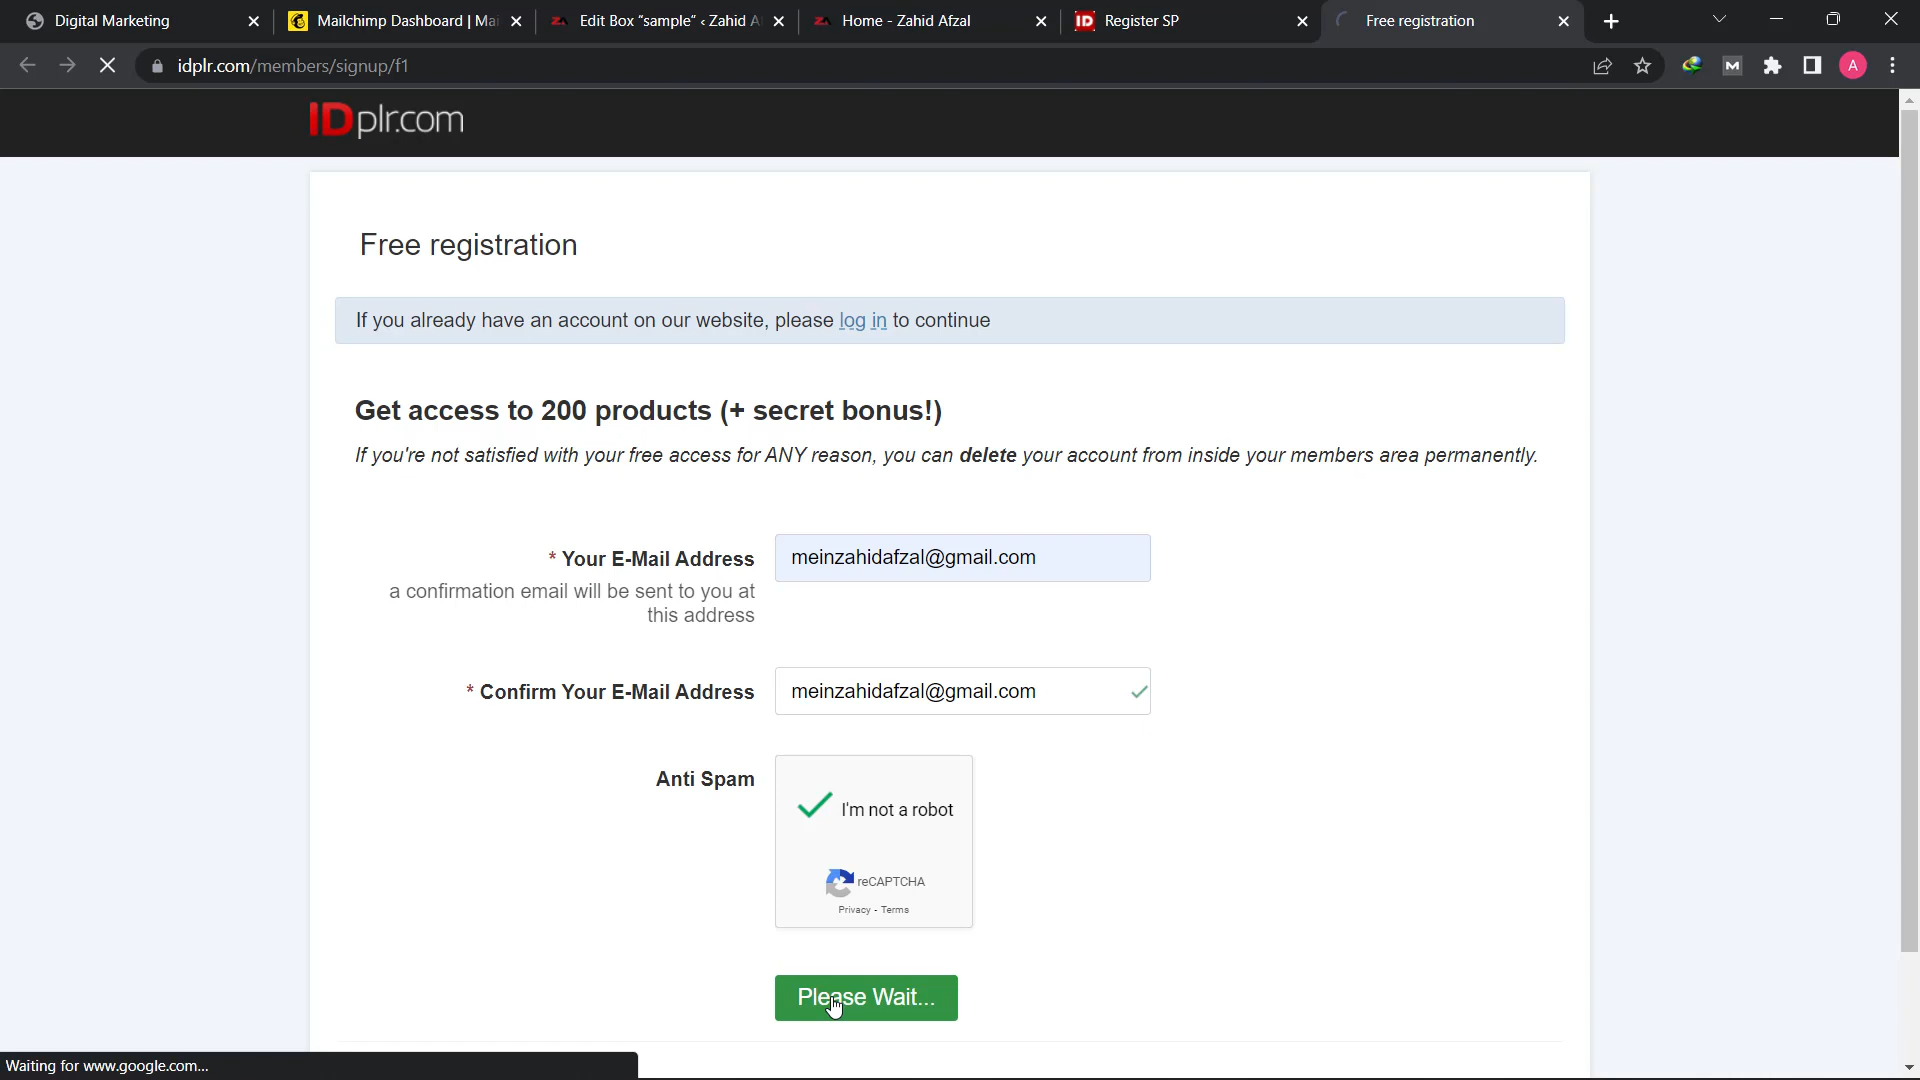 Digital Marketing
Mailchimp Dashboard | Mai
Edit Box “sample” ‹ Zahid A
Home - Zahid Afzal
ID
Register SP
Free registration
idplr.com/members/signup/f1
M
A
IDplr.com
Free registration
If you already have an account on our website, please log in to continue
Get access to 200 products (+ secret bonus!)
If you're not satisfied with your free access for ANY reason, you can delete your account from inside your members area permanently.
* Your E-Mail Address
meinzahidafzal@gmail.com
a confirmation email will be sent to you at
this address
* Confirm Your E-Mail Address
meinzahidafzal@gmail.com
Anti Spam
I'm not a robot
reCAPTCHA
Privacy - Terms
Please Wait...
Waiting for www.google.com...